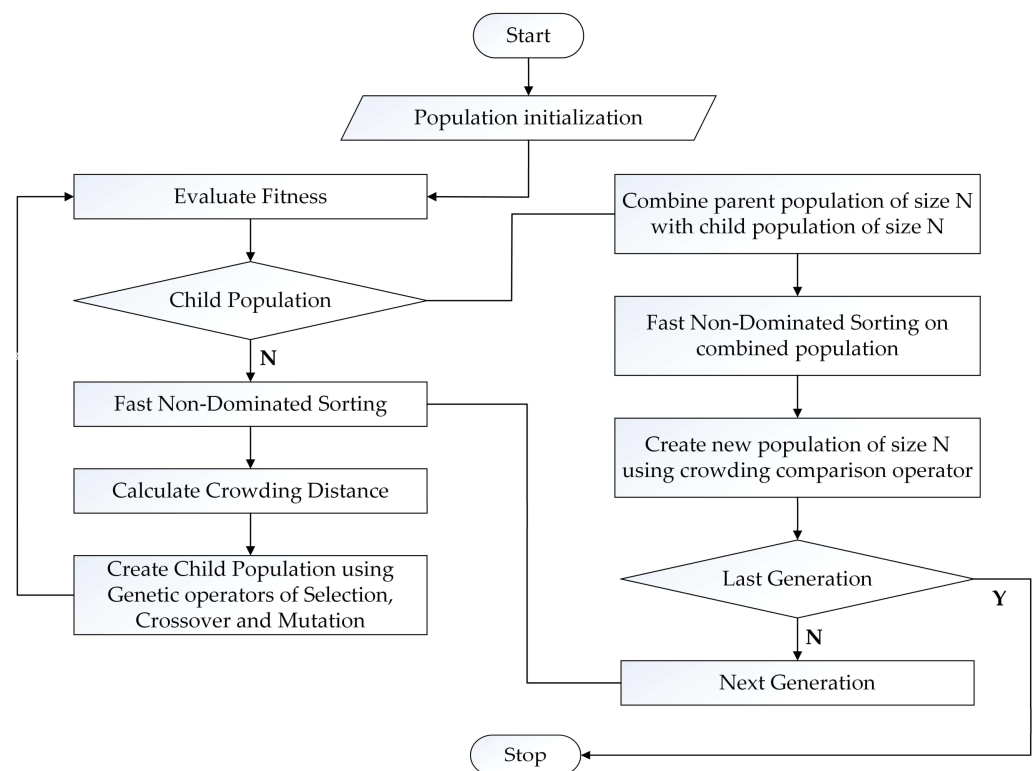 Start
Population initialization
Evaluate Fitness
Child Population
N
Fast Non-Dominated Sorting
Calculate Crowding Distance
Create Child Population using
Genetic operators of Selection,
Crossover and Mutation
Combine parent population of size N
with child population of size N
Fast Non-Dominated Sorting on
combined population
Create new population of size N
using crowding comparison operator
Last Generation
Y
N
Next Generation
Stop